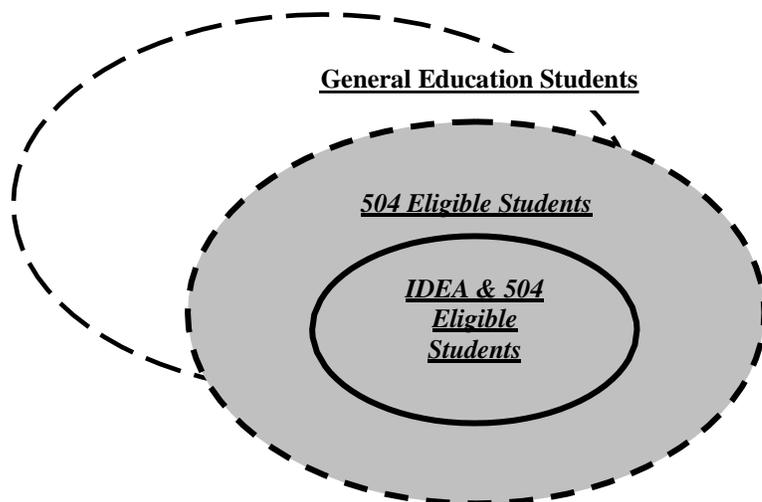 General Education Students
504 Eligible Students
IDEA & 504
Eligible
Students